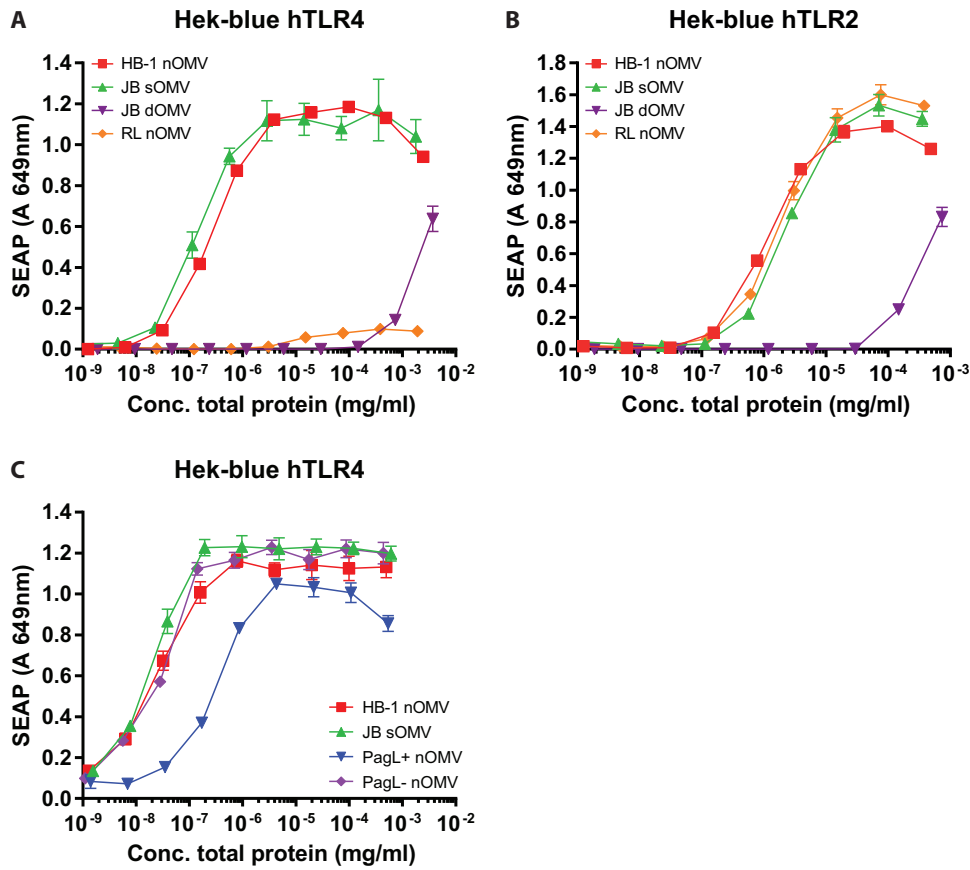 A
Hek-blue hTLR4
HB-1 nOMV
JB sOMV
JB dOMV
RL nOMV
SEAP (A 649nm)
1.4
1.2
1.0
0.8
0.6
0.4
0.2
0.0
10-9 10-8 10-7 10-6 10-5 10-4 10-3 10-2
Conc. total protein (mg/ml)
B
Hek-blue hTLR2
HB-1 nOMV
JB sOMV
JB dOMV
RL nOMV
SEAP (A 649nm)
1.8
1.6
1.4
1.2
1.0
0.8
0.6
0.4
0.2
0.0
10-9 10-8 10-7 10-6 10-5 10-4 10-3
Conc. total protein (mg/ml)
C
Hek-blue hTLR4
SEAP (A 649nm)
1.4
1.2
1.0
0.8
0.6
0.4
0.2
0.0
HB-1 nOMV
JB sOMV
PagL+ nOMV
PagL- nOMV
10-9 10-8 10-7 10-6 10-5 10-4 10-3 10-2
Conc. total protein (mg/ml)